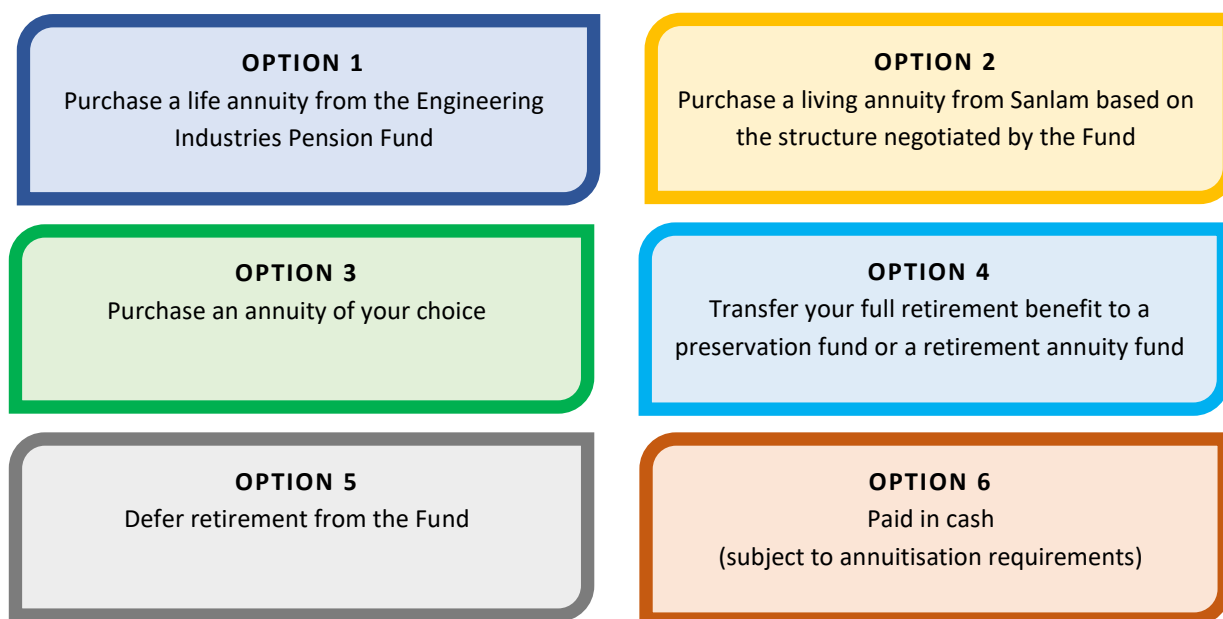 OPTION 1
Purchase a life annuity from the Engineering
Industries Pension Fund
OPTION 2
Purchase a living annuity from Sanlam based on
the structure negotiated by the Fund
OPTION 3
Purchase an annuity of your choice
OPTION 4
Transfer your full retirement benefit to a
preservation fund or a retirement annuity fund
OPTION 5
Defer retirement from the Fund
OPTION 6
Paid in cash
(subject to annuitisation requirements)